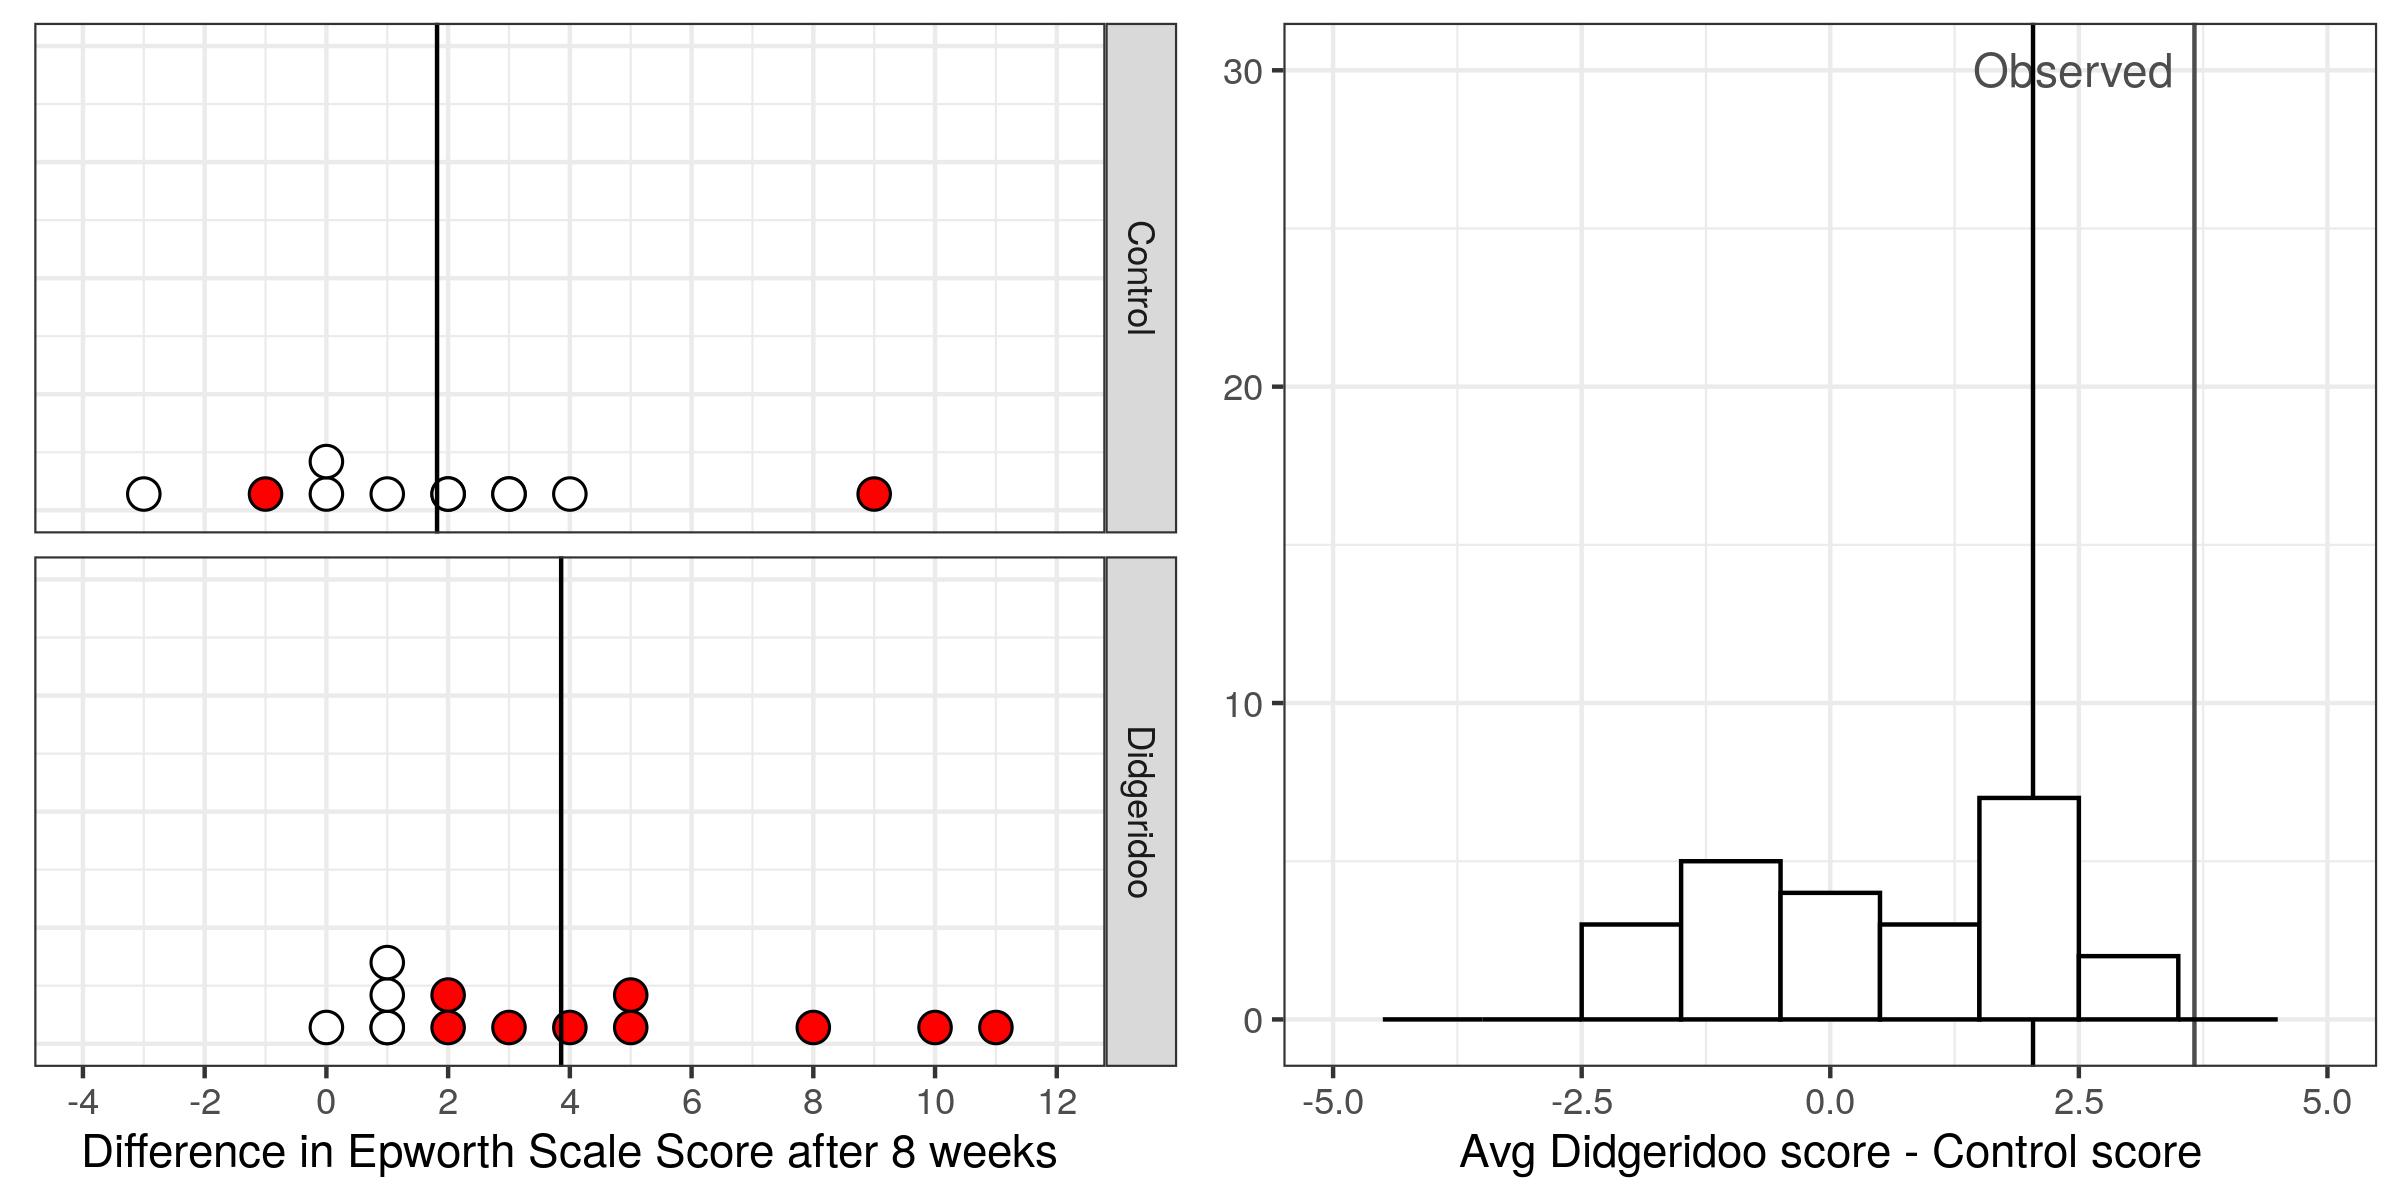 Control
Didgeridoo
-4 -2 0 2 4 6 8 10 12
Difference in Epworth Scale Score after 8 weeks
Observed
30
20
10
0
-5.0 -2.5 0.0 2.5 5.0
Avg Didgeridoo score - Control score